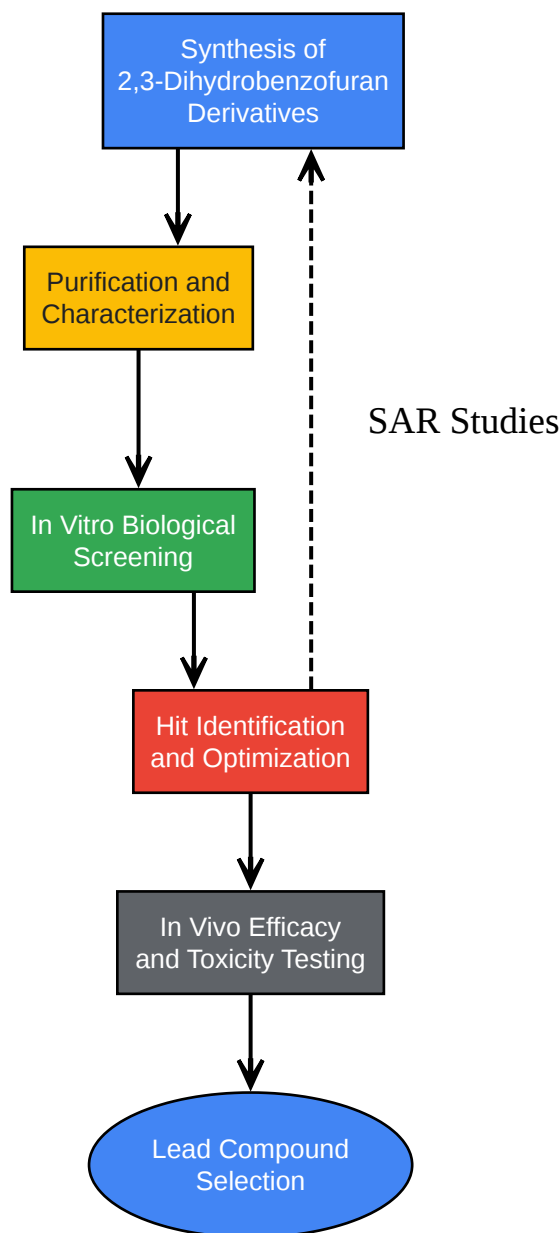 Synthesis of
2,3-Dihydrobenzofuran
Derivatives
Purification and
Characterization
SAR Studies
In Vitro Biological
Screening
Hit Identification
and Optimization
In Vivo Efficacy
and Toxicity Testing
Lead Compound
Selection